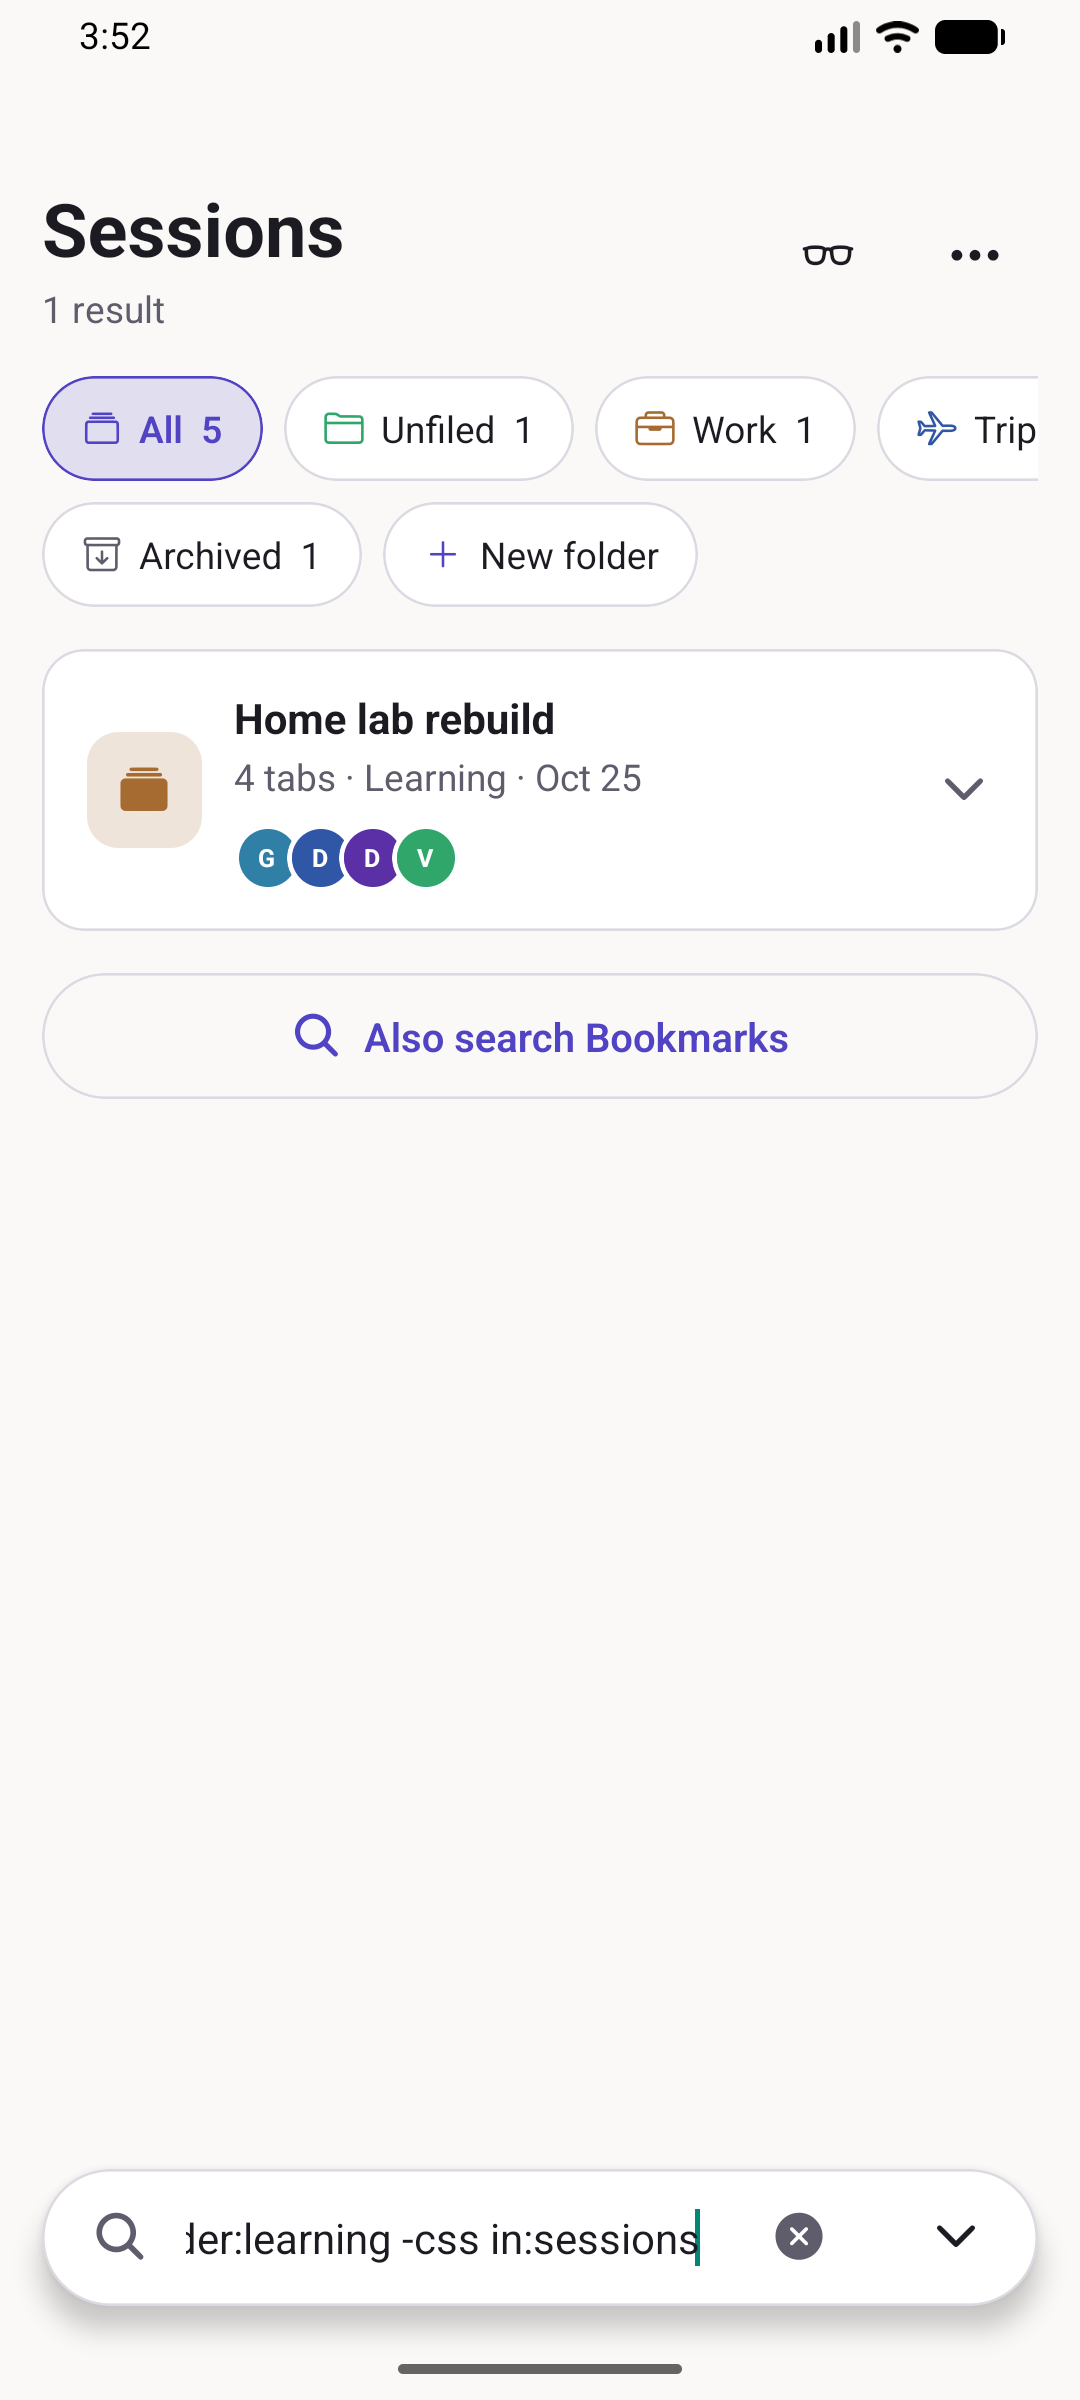 3:52
Sessions
1 result
All 5
Unfiled 1
Work 1
Trip
Archived 1
New folder
Home lab rebuild
4 tabs · Learning · Oct 25
G D D V
Also search Bookmarks
der:learning -css in:sessions